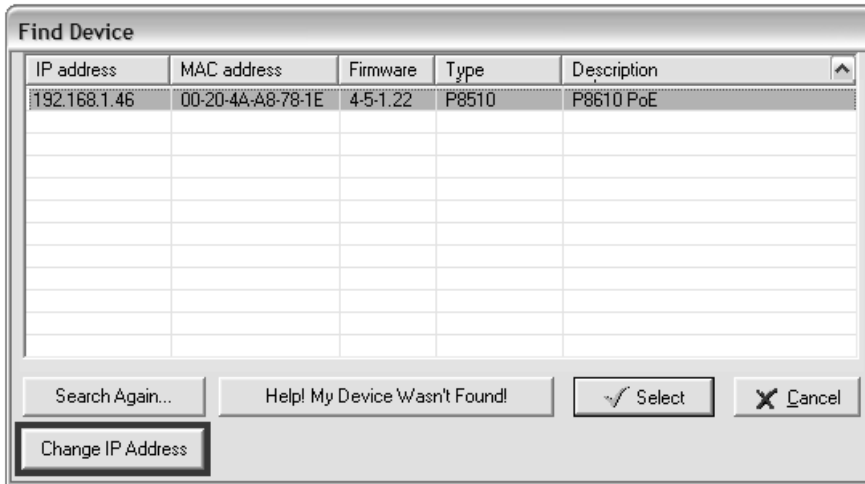 Find Device
IP address MAC address Firmware Type Description
192.168.1.46 00-20-4A-A8-78-1E 4-5-1.22 P8510 P8610 PoE
Search Again... Help! My Device Wasn't Found! Select Cancel
Change IP Address